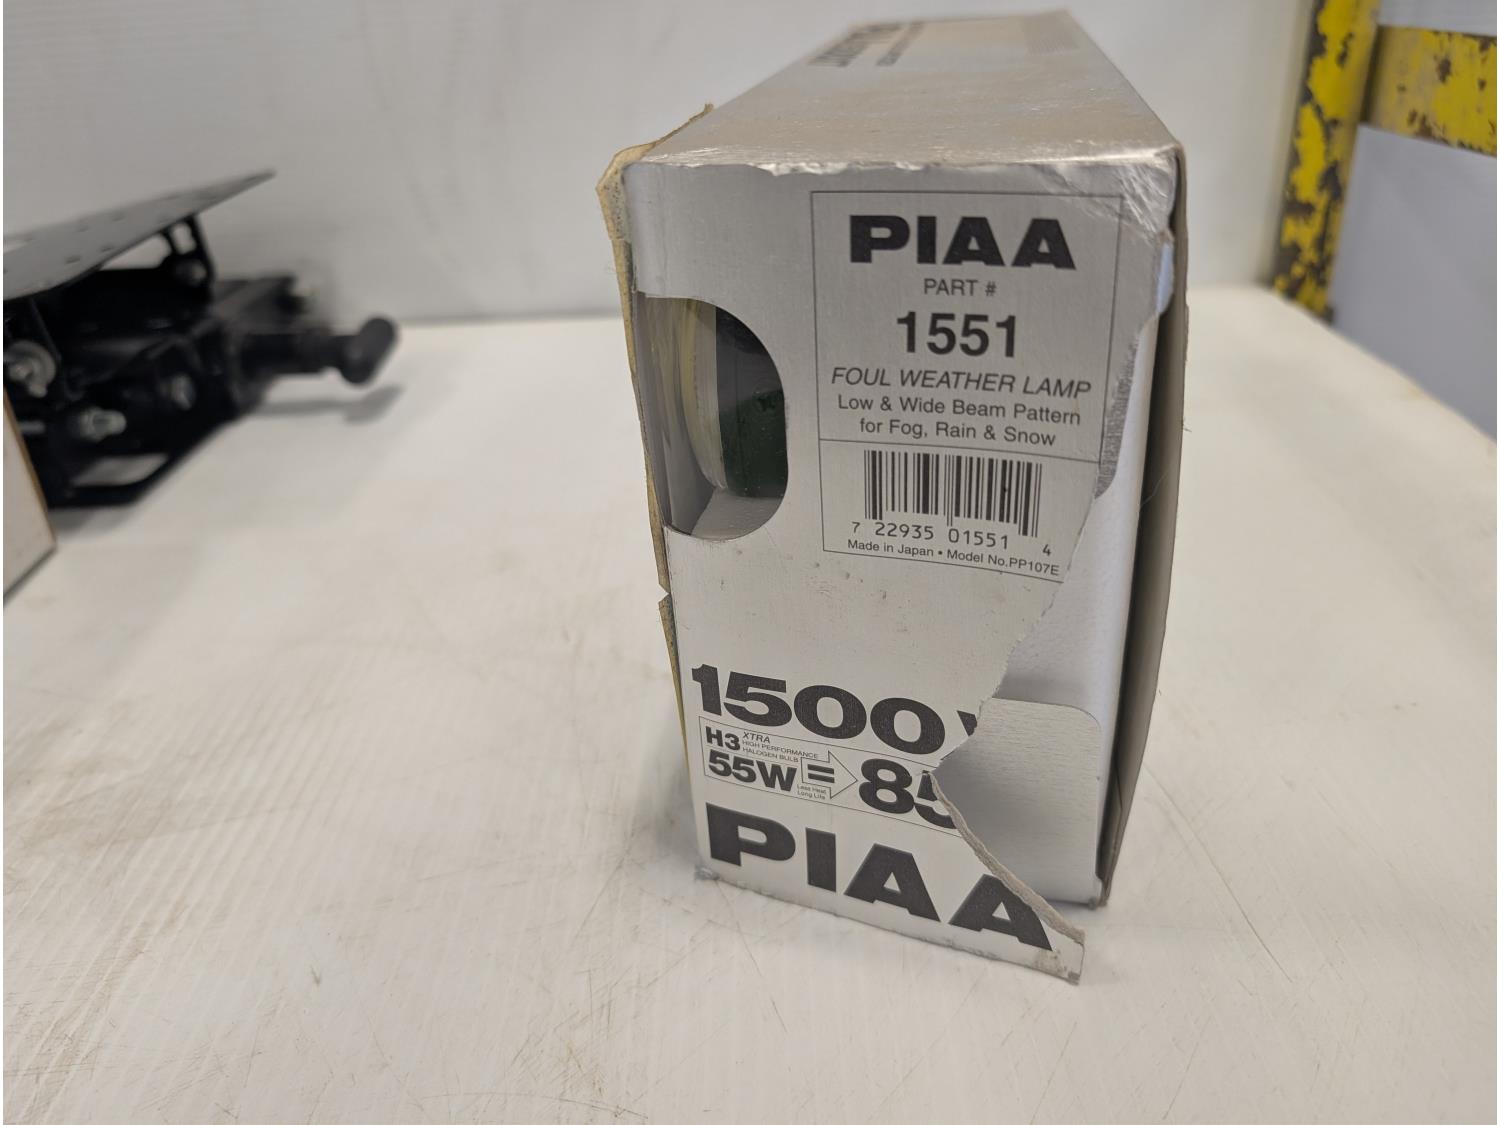 PIAA
PART #
1551
FOUL WEATHER LAMP
Low & Wide Beam Pattern
for Fog, Rain & Snow
7 22935 01551 4
Made in Japan • Model No.PP107E
1500
H3 XTRA
HIGH PERFORMANCE
HALOGEN BULB
55W = 85
Less Heat
Long Life
PIAA